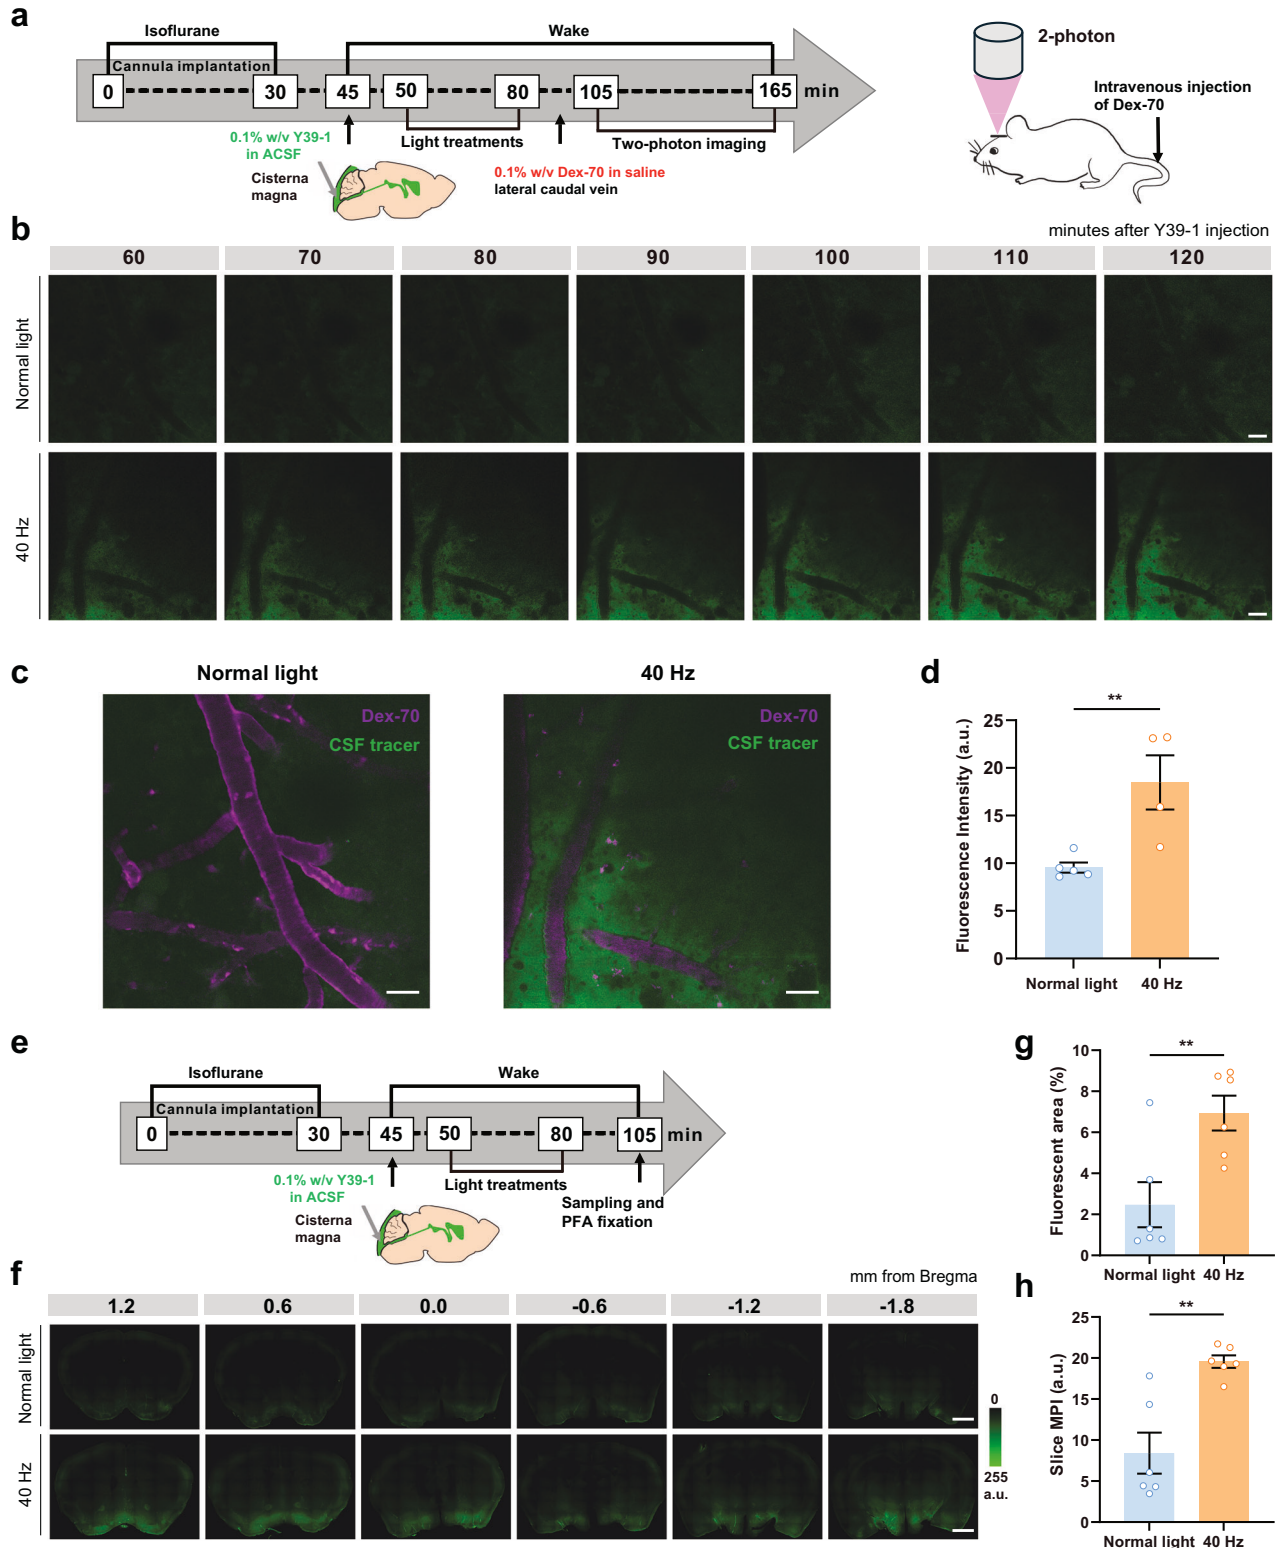 a
Isoflurane
Wake
Cannula implantation
0
30
45
50
80
105
165
min
0.1% w/v Y39-1
in ACSF
Cisterna
magna
Light treatments
0.1% w/v Dex-70 in saline
lateral caudal vein
Two-photon imaging
2-photon
Intravenous injection
of Dex-70
b
minutes after Y39-1 injection
60
70
80
90
100
110
120
Normal light
40 Hz
c
Normal light
Dex-70
CSF tracer
40 Hz
Dex-70
CSF tracer
d
**
Fluorescence Intensity (a.u.)
25
20
15
10
5
0
Normal light
40 Hz
e
Isoflurane
Wake
Cannula implantation
0
30
45
50
80
105
min
0.1% w/v Y39-1
in ACSF
Cisterna
magna
Light treatments
Sampling and
PFA fixation
f
mm from Bregma
1.2
0.6
0.0
-0.6
-1.2
-1.8
Normal light
40 Hz
0
255
a.u.
g
**
Fluorescent area (%)
10
8
6
4
2
0
Normal light
40 Hz
h
**
Slice MPI (a.u.)
25
20
15
10
5
0
Normal light
40 Hz